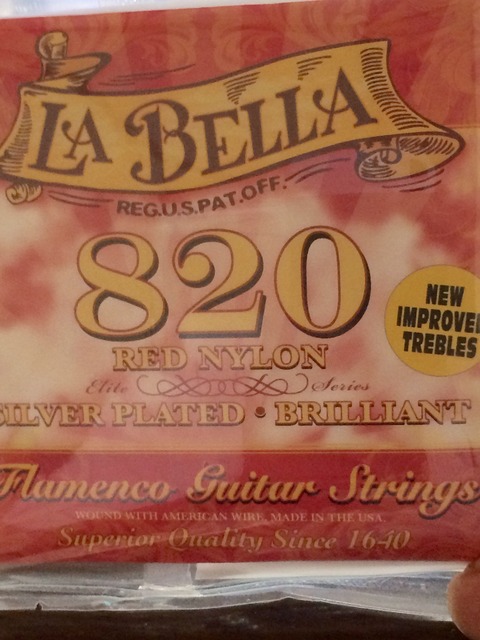 LA BELLA
REG.U.S.PAT.OFF.
820
NEW
IMPROVED
TREBLES
RED NYLON
Elite Series
SILVER PLATED • BRILLIANT
Flamenco Guitar Strings
WOUND WITH AMERICAN WIRE, MADE IN THE USA.
Superior Quality Since 1640